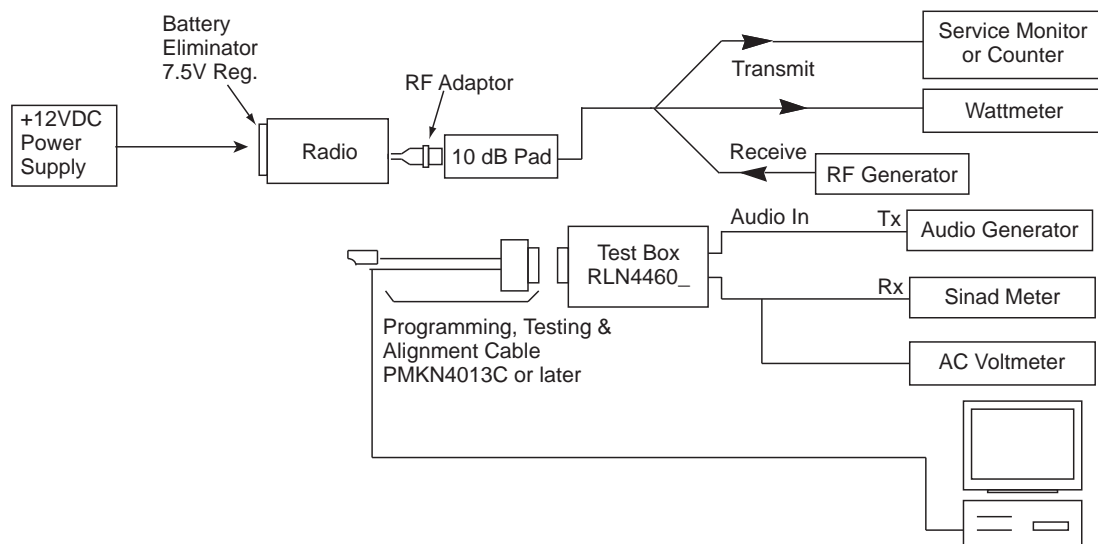 Battery
Eliminator
7.5V Reg.
RF Adaptor
+12VDC
Power
Supply
Radio
10 dB Pad
Transmit
Service Monitor
or Counter
Wattmeter
Receive
RF Generator
Audio In
Tx
Audio Generator
Test Box
RLN4460_
Rx
Sinad Meter
Programming, Testing &
Alignment Cable
PMKN4013C or later
AC Voltmeter